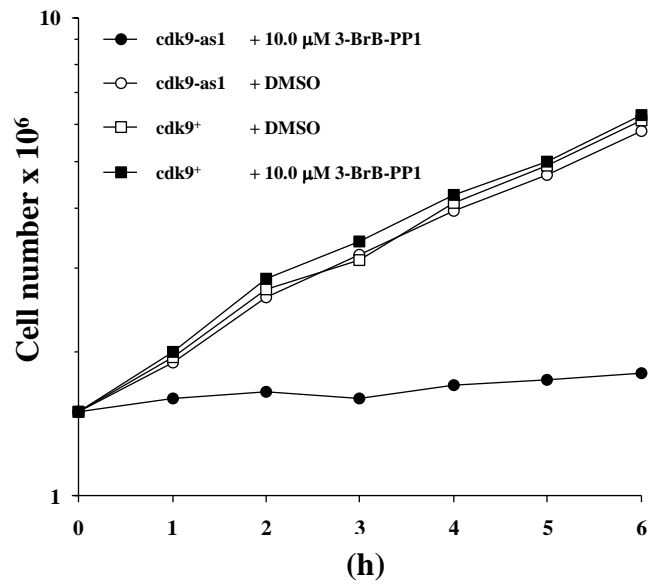 10
cdk9-as1 + 10.0 μM 3-BrB-PP1
cdk9-as1 + DMSO
cdk9⁺ + DMSO
cdk9⁺ + 10.0 μM 3-BrB-PP1
Cell number x 10⁶
1
0 1 2 3 4 5 6
(h)